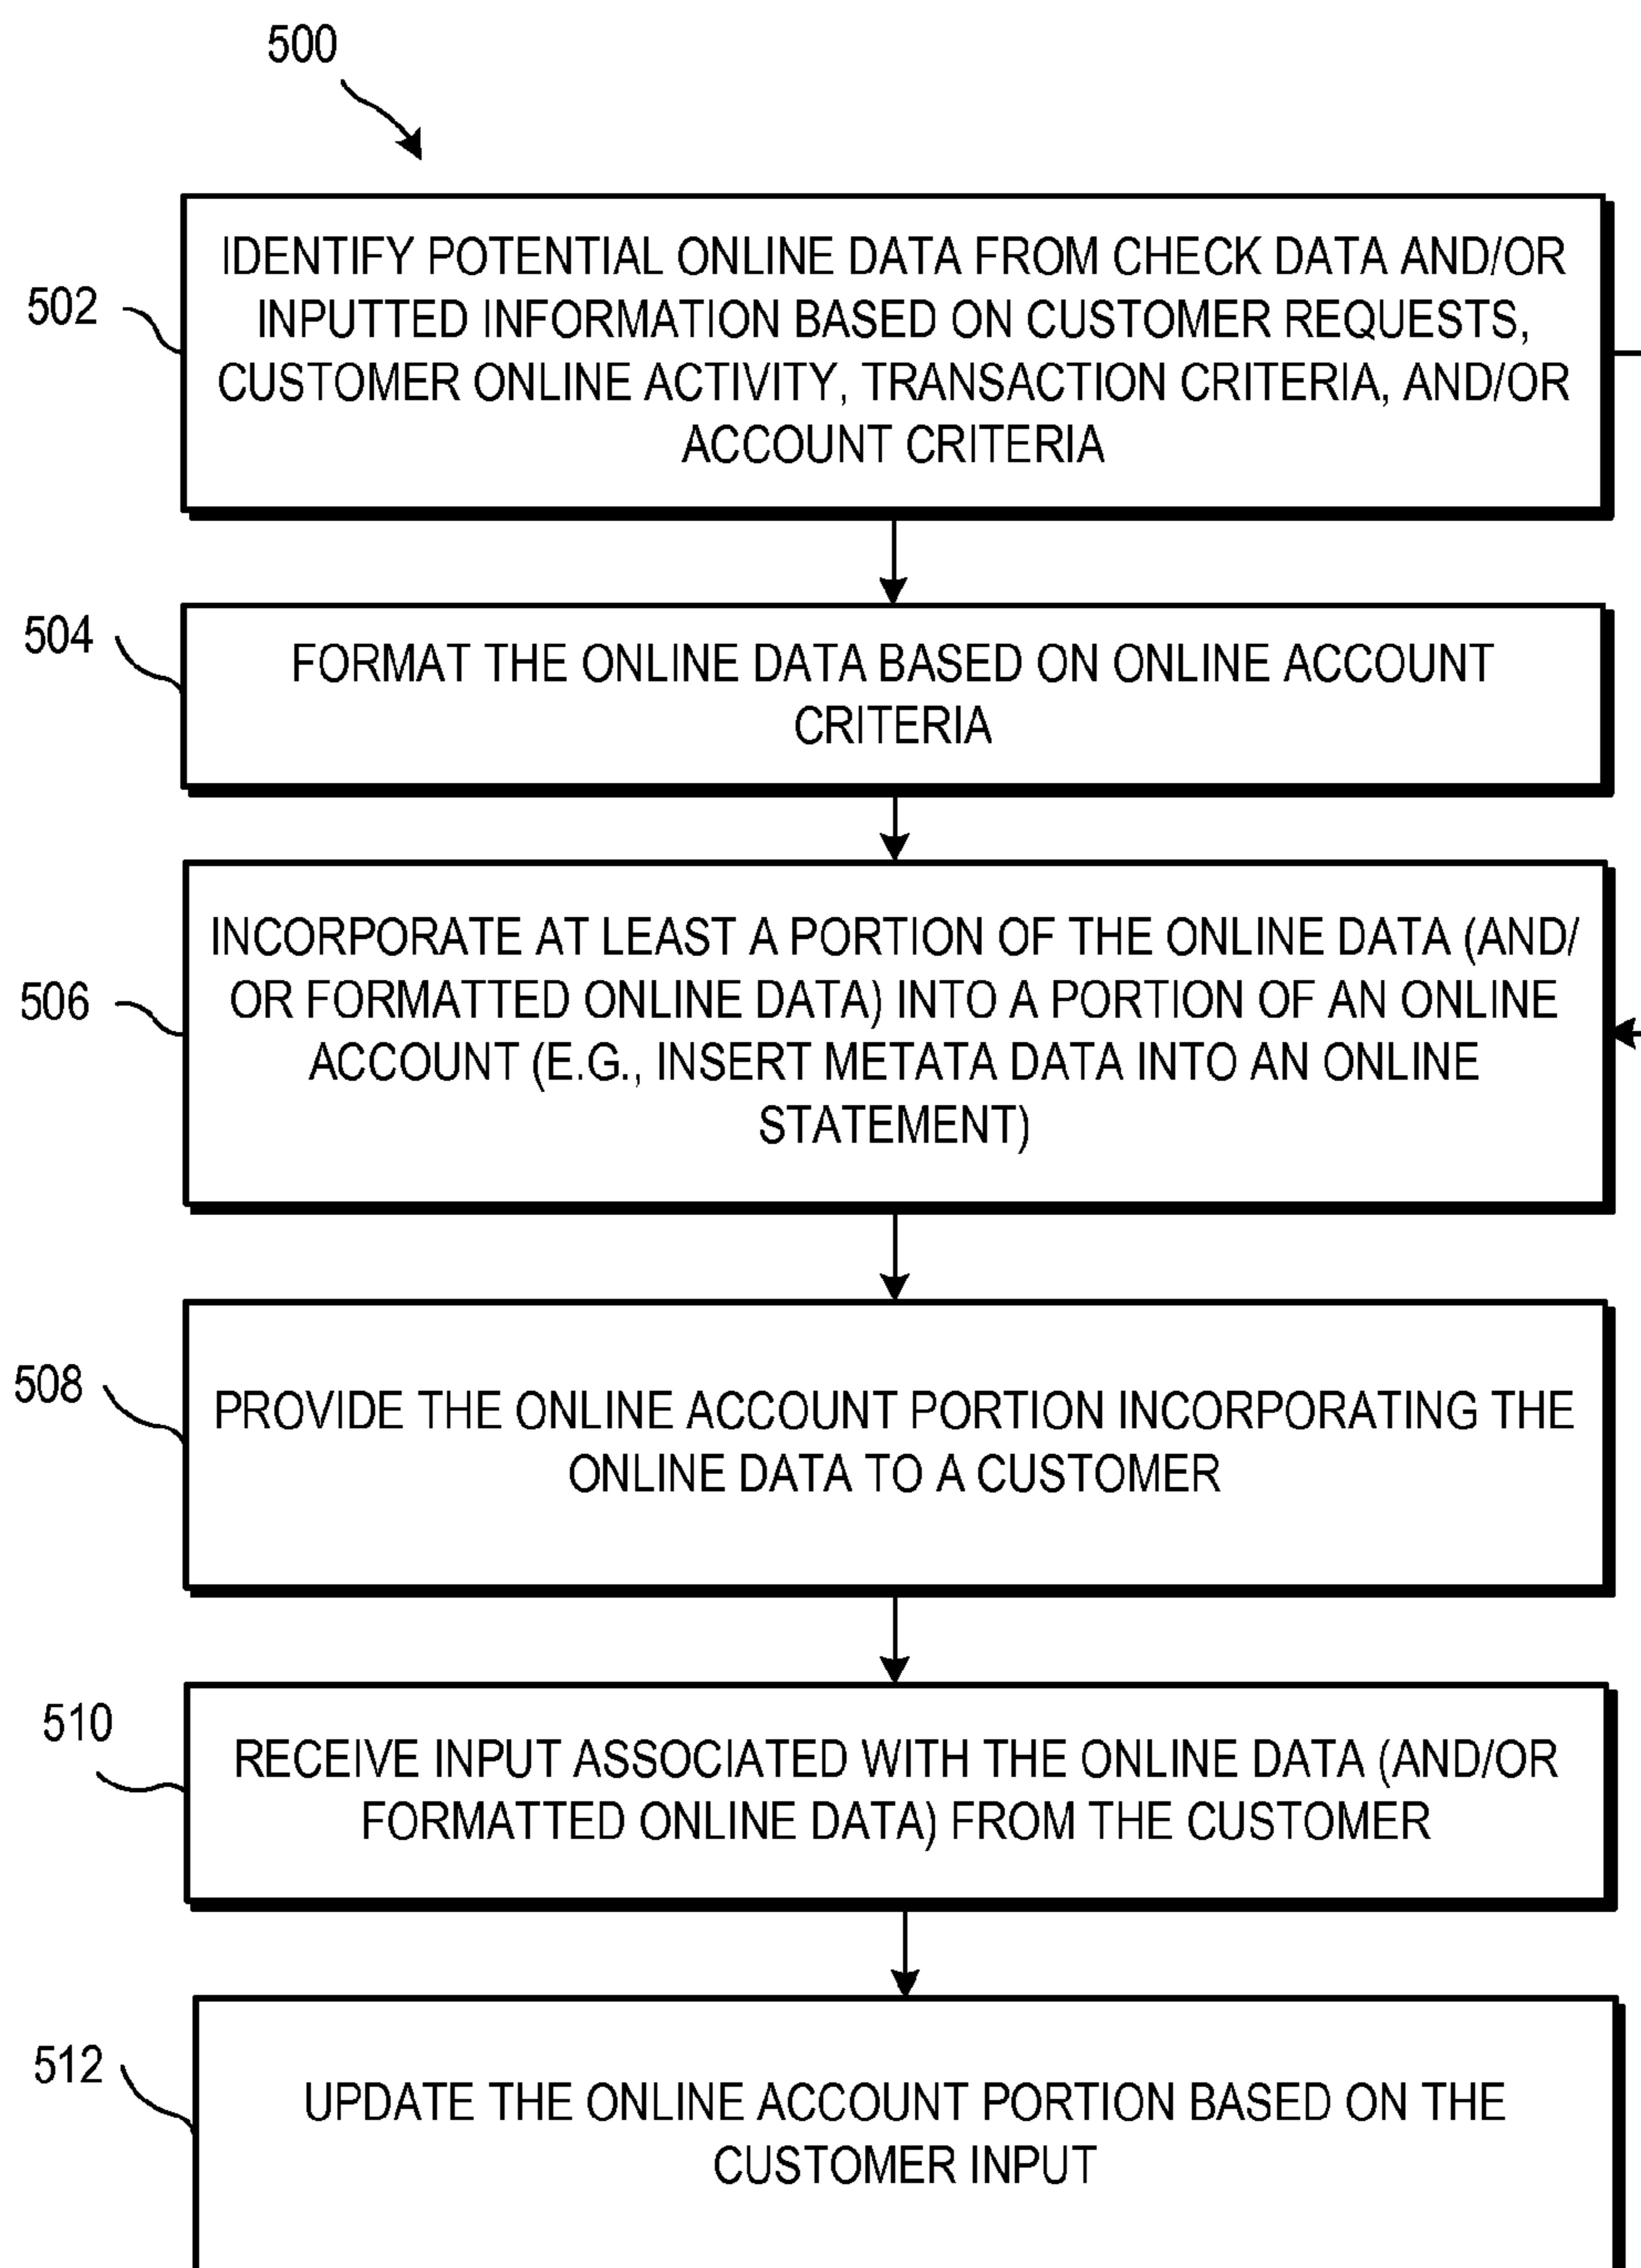 500
502
IDENTIFY POTENTIAL ONLINE DATA FROM CHECK DATA AND/OR
INPUTTED INFORMATION BASED ON CUSTOMER REQUESTS,
CUSTOMER ONLINE ACTIVITY, TRANSACTION CRITERIA, AND/OR
ACCOUNT CRITERIA
504
FORMAT THE ONLINE DATA BASED ON ONLINE ACCOUNT
CRITERIA
506
INCORPORATE AT LEAST A PORTION OF THE ONLINE DATA (AND/
OR FORMATTED ONLINE DATA) INTO A PORTION OF AN ONLINE
ACCOUNT (E.G., INSERT METATA DATA INTO AN ONLINE
STATEMENT)
508
PROVIDE THE ONLINE ACCOUNT PORTION INCORPORATING THE
ONLINE DATA TO A CUSTOMER
510
RECEIVE INPUT ASSOCIATED WITH THE ONLINE DATA (AND/OR
FORMATTED ONLINE DATA) FROM THE CUSTOMER
512
UPDATE THE ONLINE ACCOUNT PORTION BASED ON THE
CUSTOMER INPUT